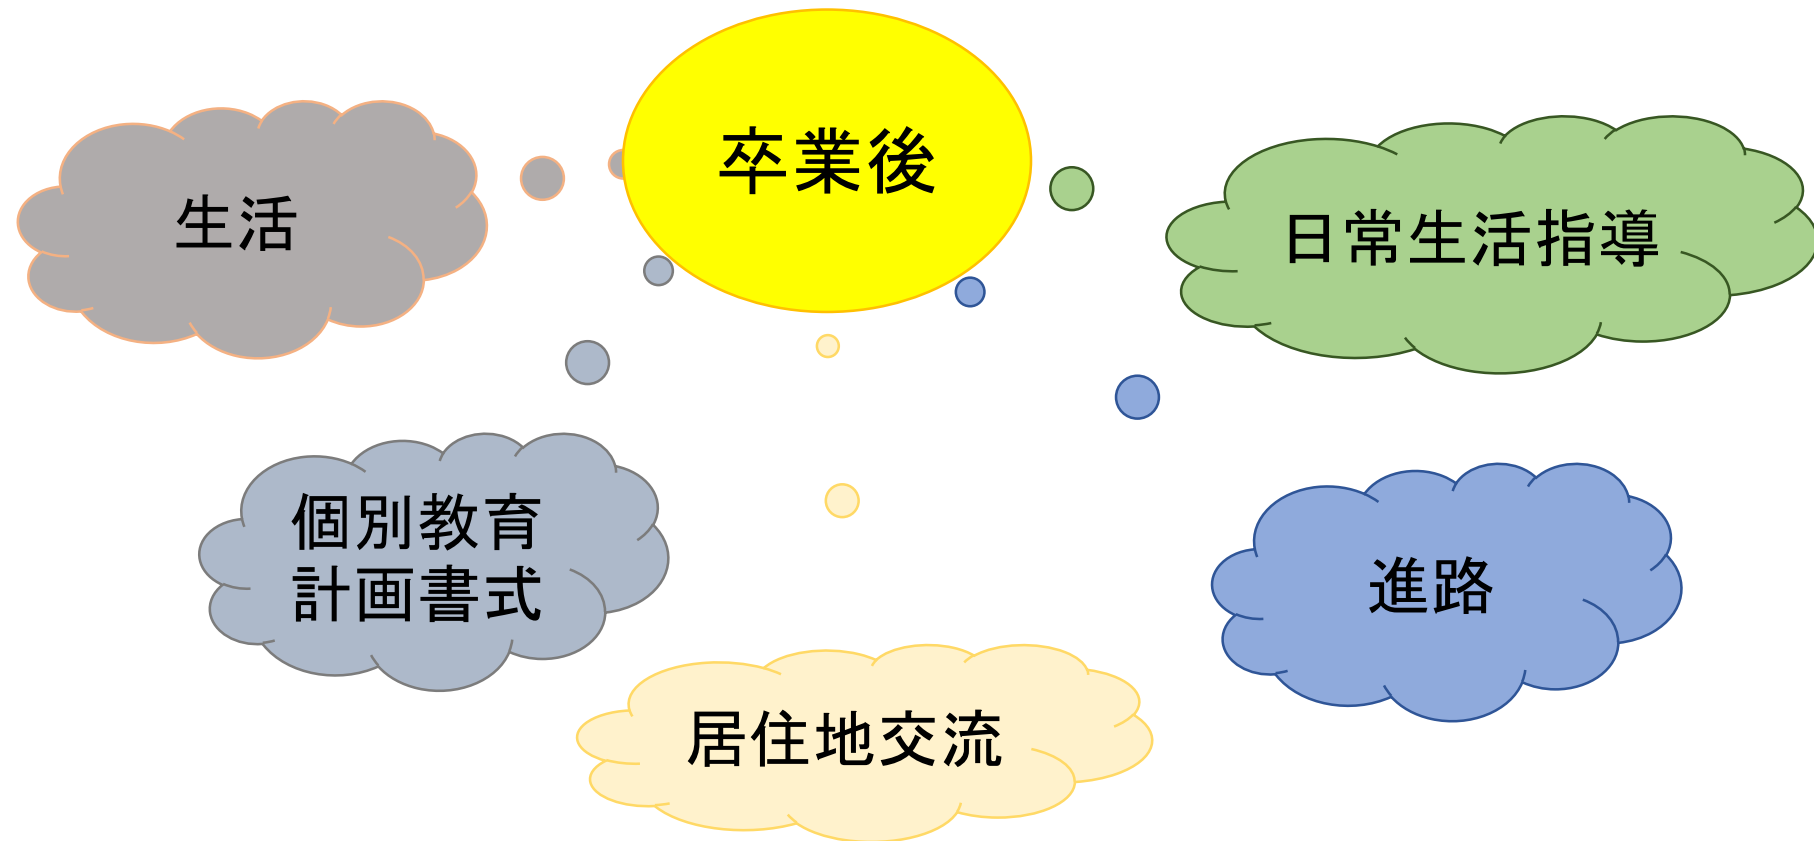 卒業後
生活
日常生活指導
個別教育
計画書式
進路
居住地交流